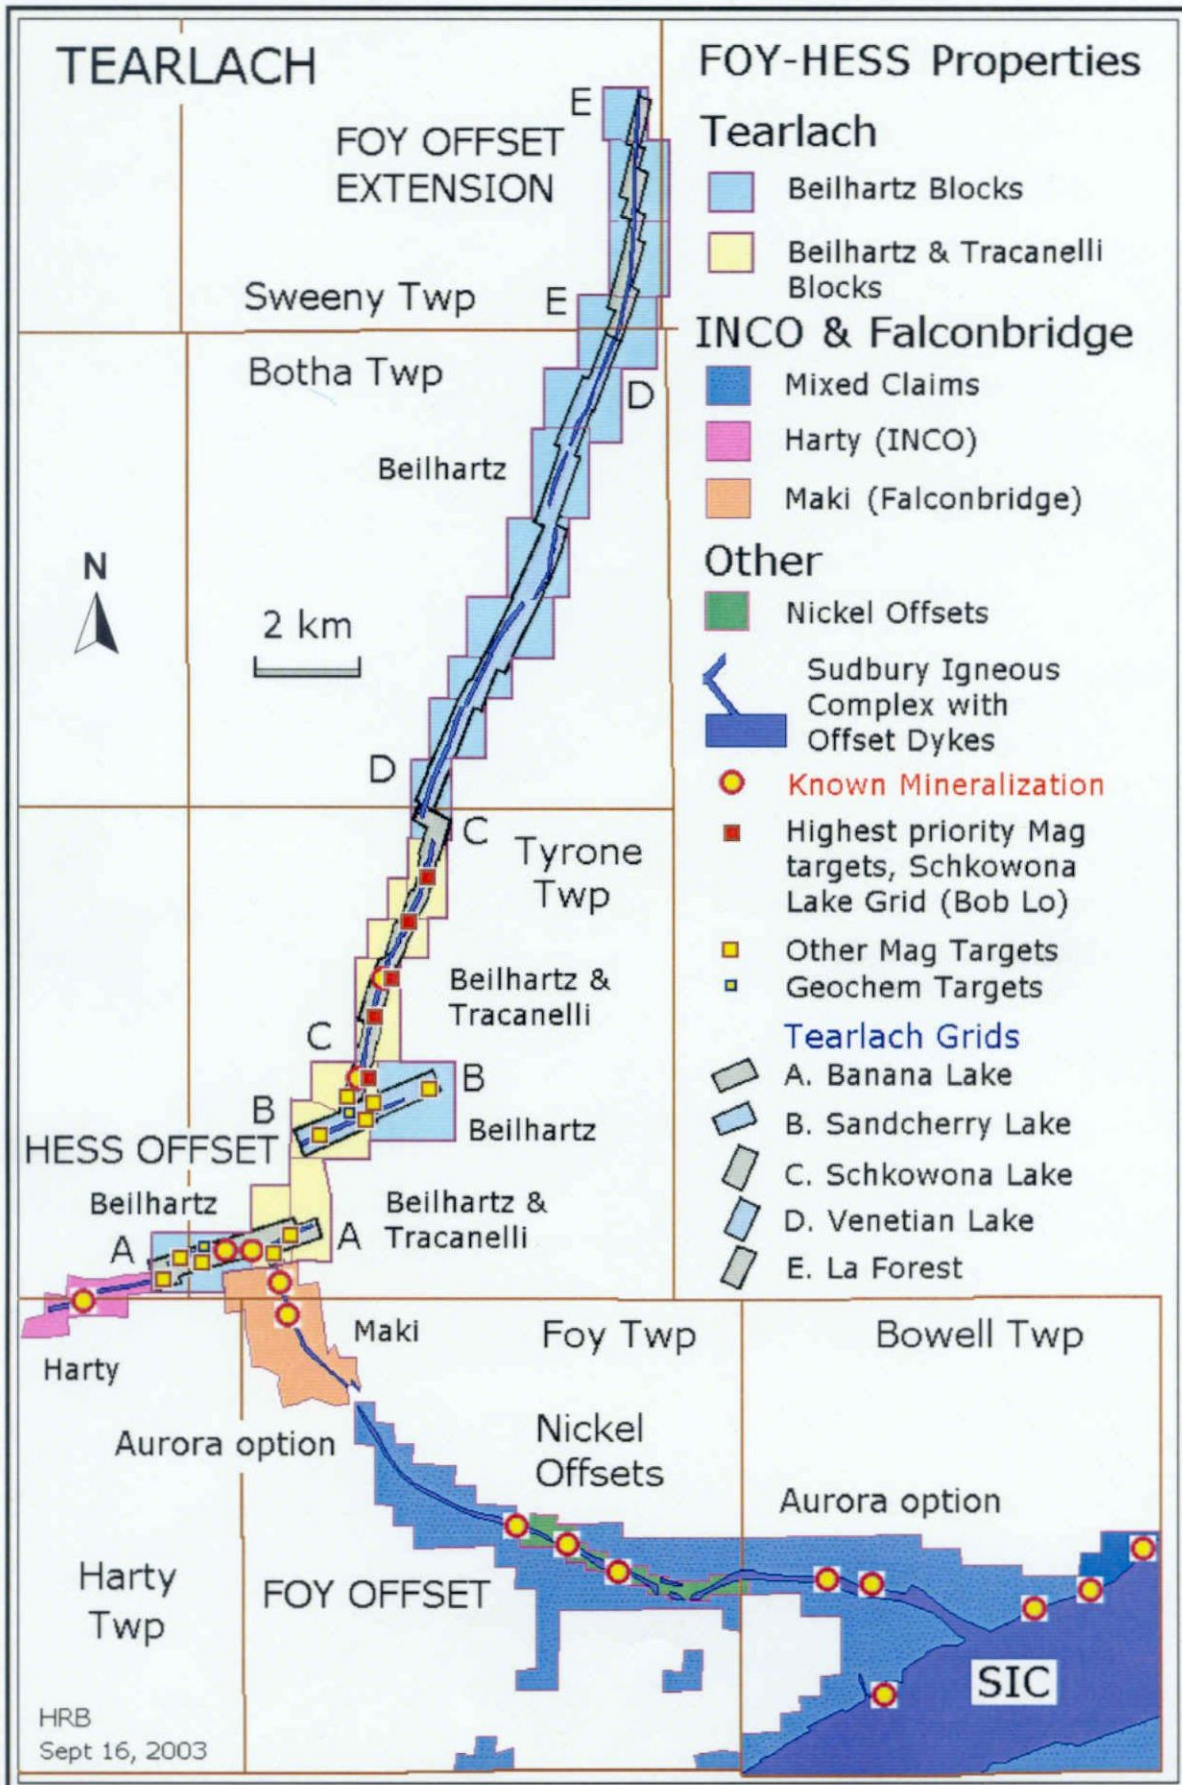 TEARLACH
FOY OFFSET
EXTENSION
E
Sweeny Twp
E
Botha Twp
D
Beilhartz
N
2 km
D
C
Tyrone
Twp
Beilhartz &
Tracanelli
C
B
B
Beilhartz
HESS OFFSET
Beilhartz
Beilhartz &
Tracanelli
A
A
Maki
Foy Twp
Bowell Twp
Harty
Aurora option
Nickel
Offsets
Aurora option
Harty
Twp
FOY OFFSET
SIC
HRB
Sept 16, 2003
FOY-HESS Properties
Tearlach
Beilhartz Blocks
Beilhartz & Tracanelli
Blocks
INCO & Falconbridge
Mixed Claims
Harty (INCO)
Maki (Falconbridge)
Other
Nickel Offsets
Sudbury Igneous
Complex with
Offset Dykes
Known Mineralization
Highest priority Mag
targets, Schkowona
Lake Grid (Bob Lo)
Other Mag Targets
Geochem Targets
Tearlach Grids
A. Banana Lake
B. Sandcherry Lake
C. Schkowona Lake
D. Venetian Lake
E. La Forest